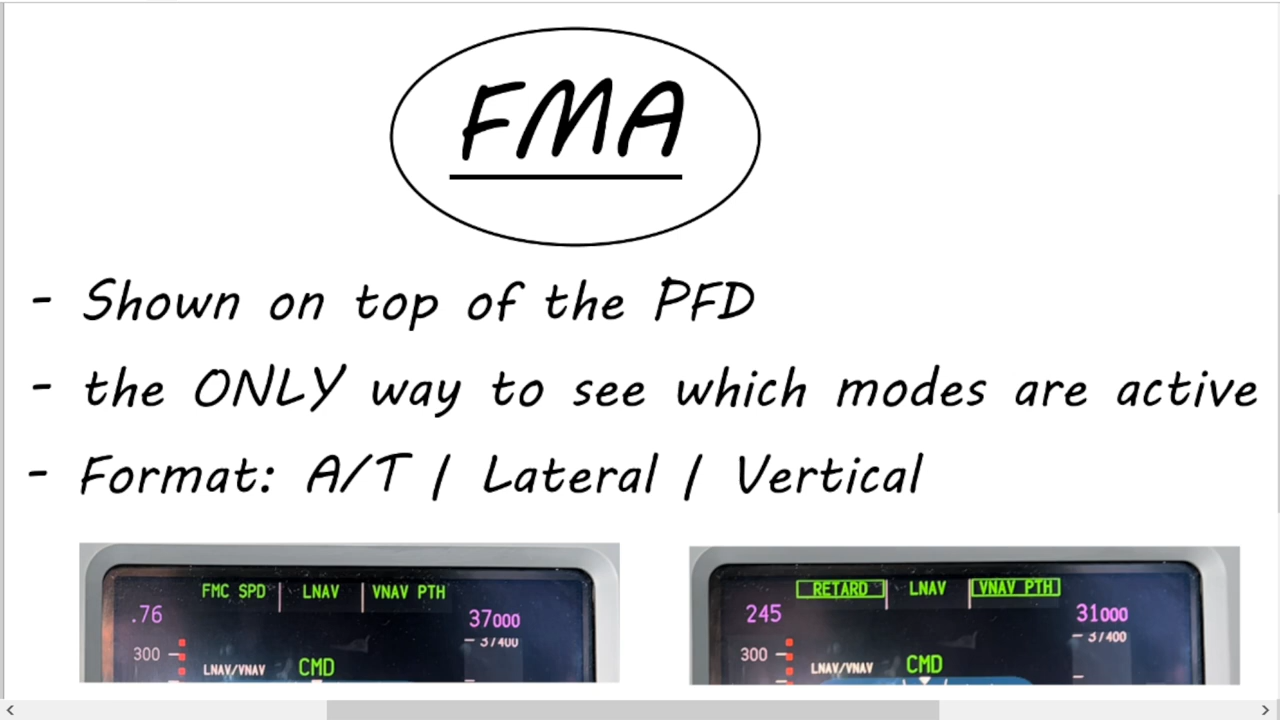 FMA
- Shown on top of the PFD
- the ONLY way to see which modes are active
- Format: A/T / Lateral / Vertical
FMC SPD LNAV VNAV PTH
.76 37000
300 37400
LNAV/VNAV CMD
RETARD LNAV VNAV PTH
245 31000
300 37400
LNAV/VNAV CMD